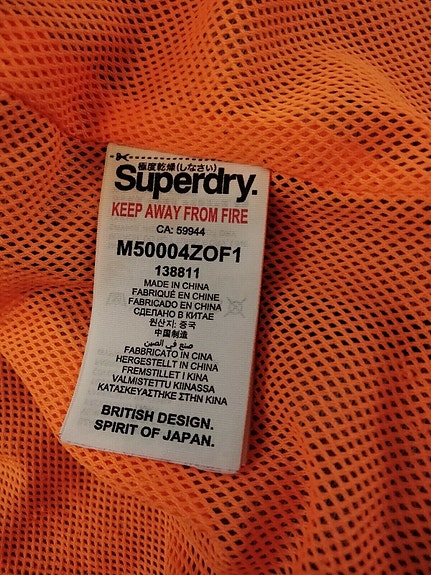 極度乾燥(しなさい)
Superdry.
KEEP AWAY FROM FIRE
CA: 59944
M50004ZOF1
138811
MADE IN CHINA
FABRIQUÉ EN CHINE
FABRICADO EN CHINA
СДЕЛАНО В КИТАЕ
원산지: 중국
中国制造
صنع في الصين
FABBRICATO IN CINA
HERGESTELLT IN CHINA
FREMSTILLET I KINA
VALMISTETTU KIINASSA
ΚΑΤΑΣΚΕΥΑΣΤΗΚΕ ΣΤΗΝ ΚΙΝΑ
BRITISH DESIGN.
SPIRIT OF JAPAN.